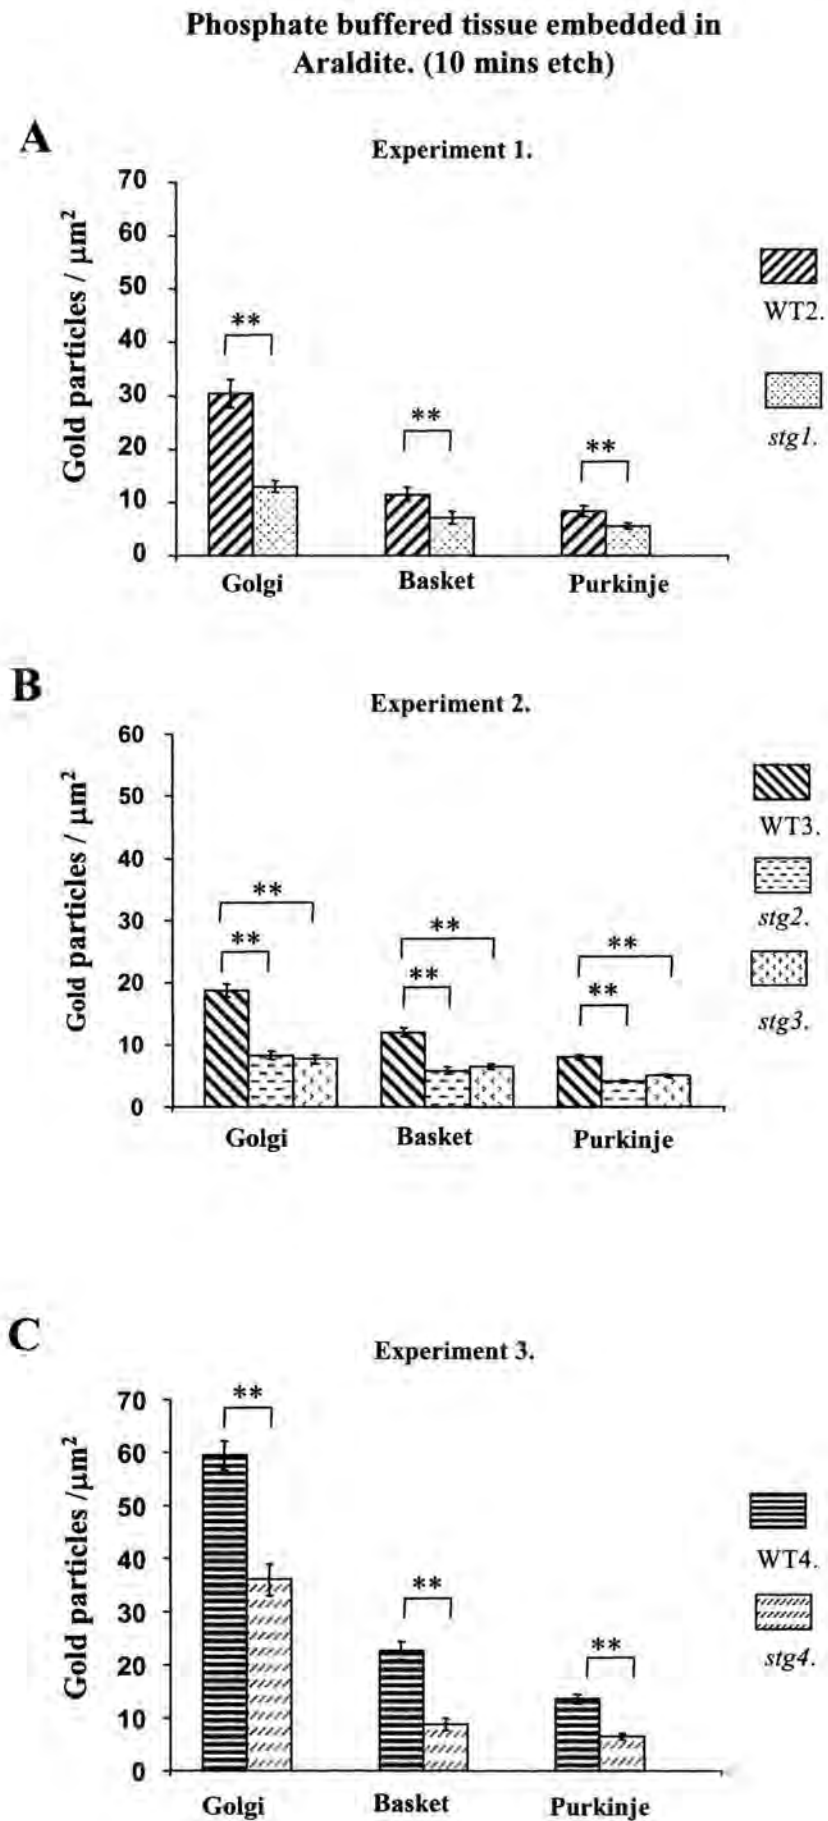 Phosphate buffered tissue embedded in
Araldite. (10 mins etch)
A
Experiment 1.
Gold particles / µm²
70
60
50
40
30
20
10
0
**
**
**
Golgi
Basket
Purkinje
WT2.
stg1.
B
Experiment 2.
Gold particles / µm²
60
50
40
30
20
10
0
**
**
**
**
**
**
Golgi
Basket
Purkinje
WT3.
stg2.
stg3.
C
Experiment 3.
Gold particles /µm²
70
60
50
40
30
20
10
0
**
**
**
Golgi
Basket
Purkinje
WT4.
stg4.